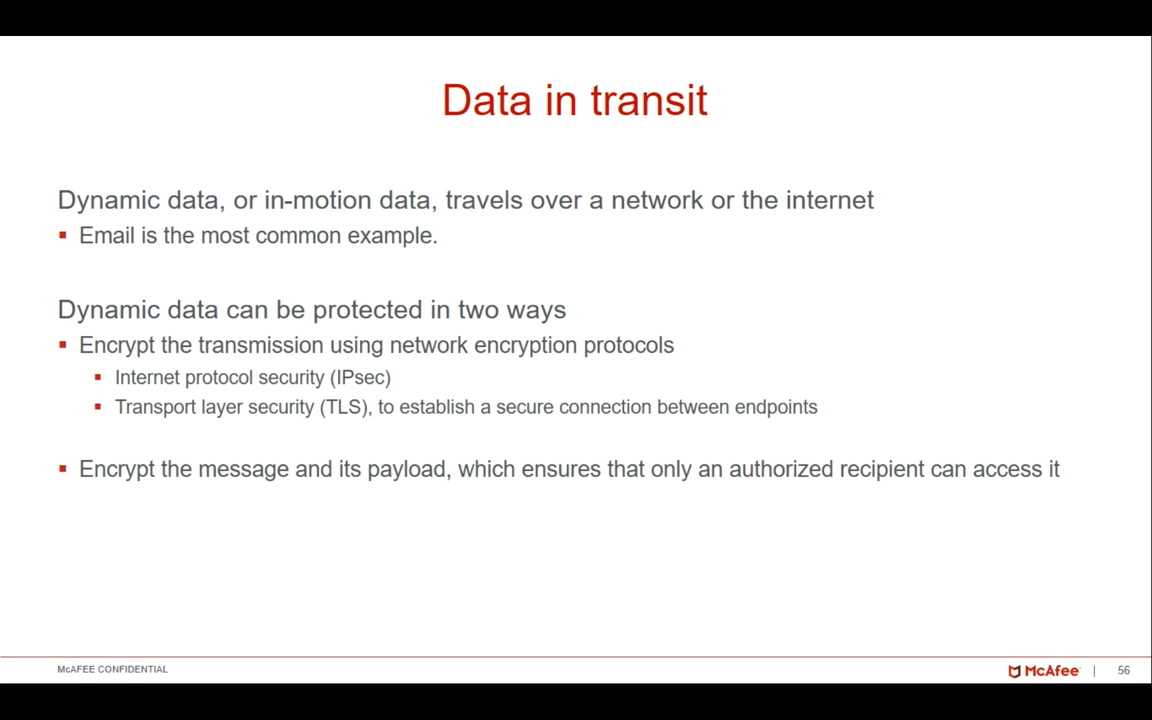 Data in transit
Dynamic data, or in-motion data, travels over a network or the internet
Email is the most common example.
Dynamic data can be protected in two ways
Encrypt the transmission using network encryption protocols
Internet protocol security (IPsec)
Transport layer security (TLS), to establish a secure connection between endpoints
Encrypt the message and its payload, which ensures that only an authorized recipient can access it
McAFEE CONFIDENTIAL
McAfee | 56